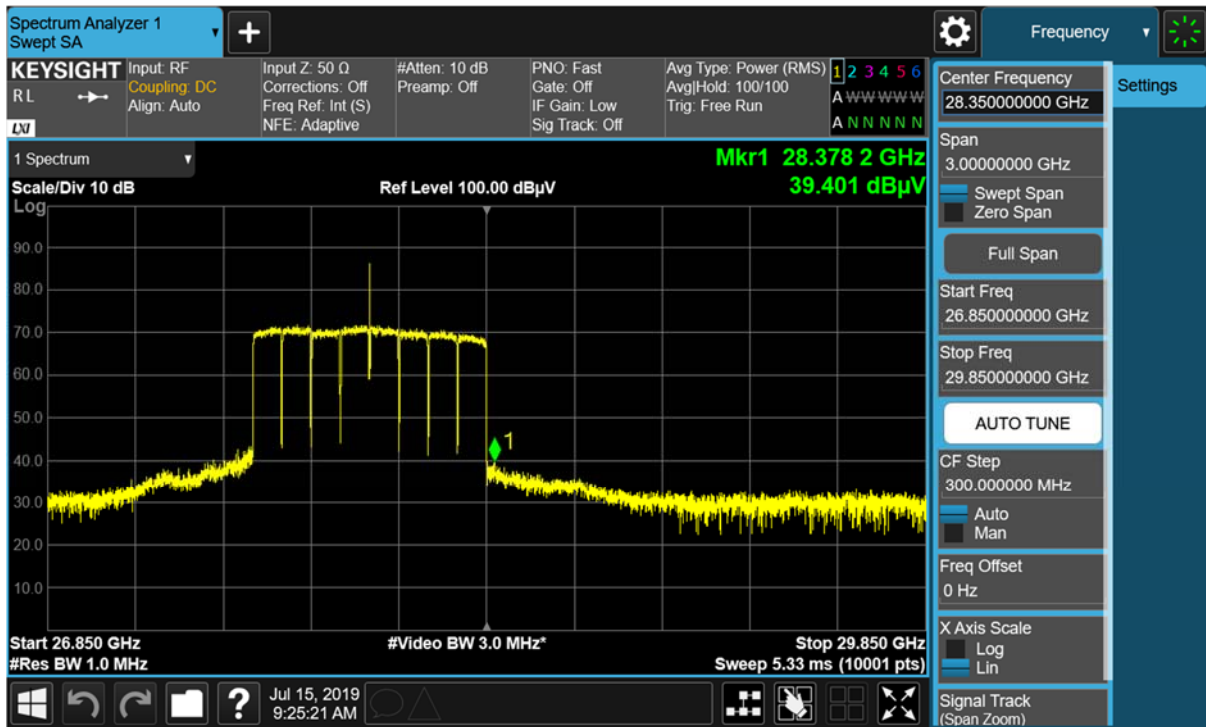 Spectrum Analyzer 1
Swept SA
Frequency
KEYSIGHT
R L
LXI
Input: RF
Coupling: DC
Align: Auto
Input Z: 50 Ω
Corrections: Off
Freq Ref: Int (S)
NFE: Adaptive
#Atten: 10 dB
Preamp: Off
PNO: Fast
Gate: Off
IF Gain: Low
Sig Track: Off
Avg Type: Power (RMS)
Avg|Hold: 100/100
Trig: Free Run
1 2 3 4 5 6
A W W W W W
A N N N N N
1 Spectrum
Scale/Div 10 dB
Log
Ref Level 100.00 dBµV
Mkr1 28.378 2 GHz
39.401 dBµV
90.0
80.0
70.0
60.0
50.0
40.0
30.0
20.0
10.0
1
Start 26.850 GHz
#Res BW 1.0 MHz
#Video BW 3.0 MHz*
Stop 29.850 GHz
Sweep 5.33 ms (10001 pts)
Jul 15, 2019
9:25:21 AM
Center Frequency
28.350000000 GHz
Span
3.00000000 GHz
Swept Span
Zero Span
Full Span
Start Freq
26.850000000 GHz
Stop Freq
29.850000000 GHz
AUTO TUNE
CF Step
300.000000 MHz
Auto
Man
Freq Offset
0 Hz
X Axis Scale
Log
Lin
Signal Track
(Span Zoom)
Settings